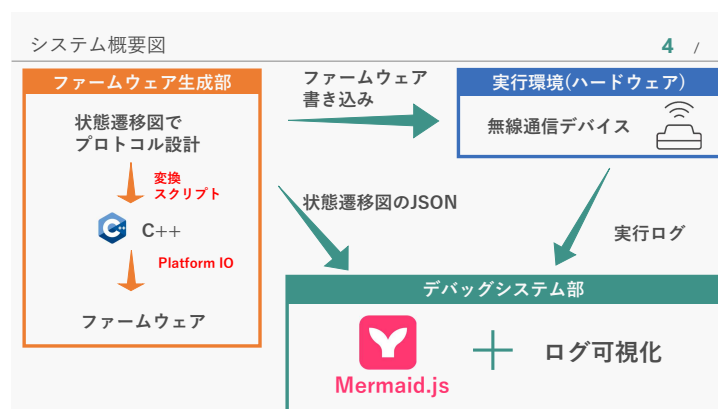 システム概要図
4 /
ファームウェア生成部
状態遷移図で
プロトコル設計
変換
スクリプト
C++
Platform IO
ファームウェア
ファームウェア
書き込み
実行環境(ハードウェア)
無線通信デバイス
状態遷移図のJSON
実行ログ
デバッグシステム部
Mermaid.js
ログ可視化